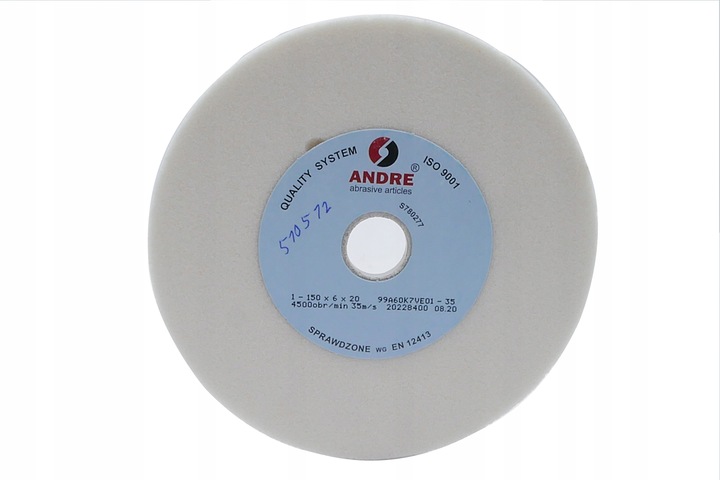 QUALITY SYSTEM ISO 9001
ANDRE ®
abrasive articles
S780277
510512
1 - 150 x 6 x 20 99A60K7VE01 - 35
4500obr/min 35m/s 20228400 08.20
SPRAWDZONE WG EN 12413